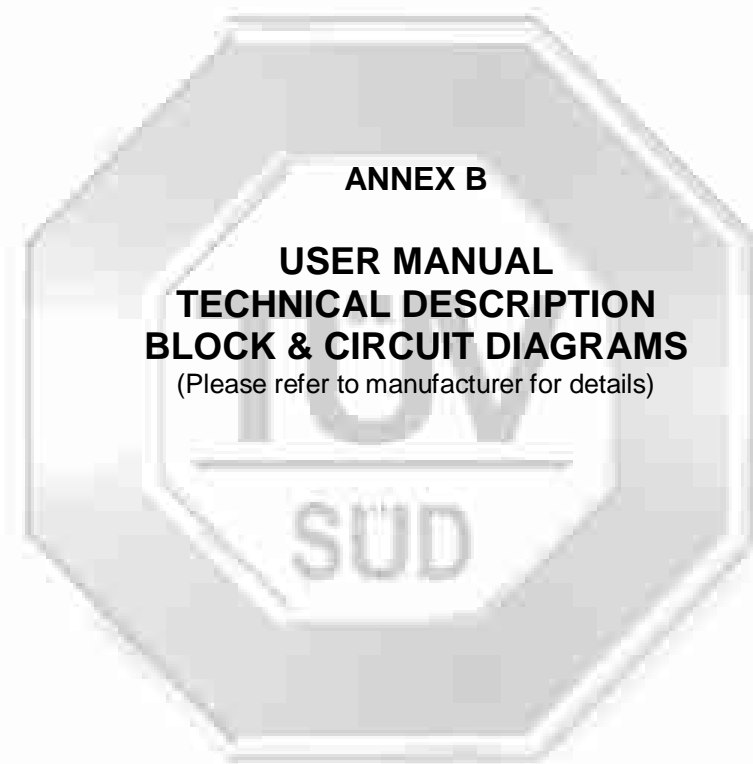 ANNEX B
USER MANUAL
TECHNICAL DESCRIPTION
BLOCK & CIRCUIT DIAGRAMS
(Please refer to manufacturer for details)
TÜV
SÜD